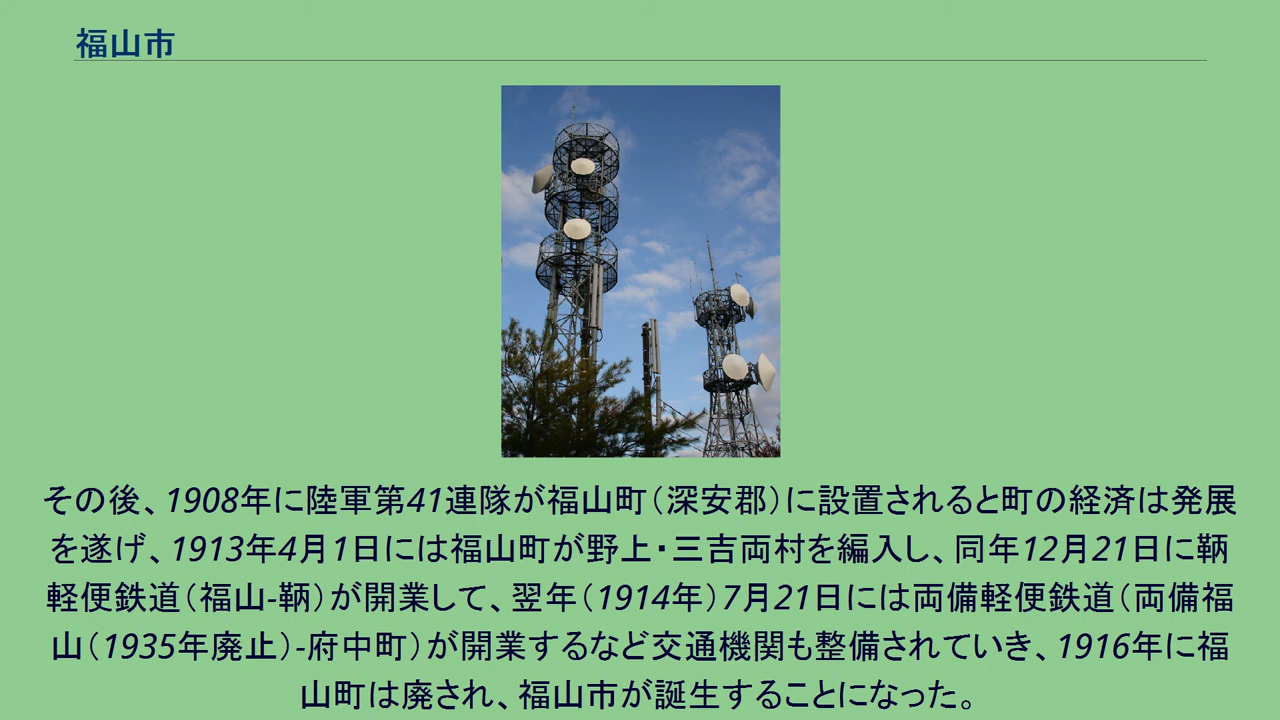 福山市
その後、1908年に陸軍第41連隊が福山町（深安郡）に設置されると町の経済は発展
を遂げ、1913年4月1日には福山町が野上・三吉両村を編入し、同年12月21日に鞆
軽便鉄道（福山-鞆）が開業して、翌年（1914年）7月21日には両備軽便鉄道（両備福
山（1935年廃止）-府中町）が開業するなど交通機関も整備されていき、1916年に福
山町は廃され、福山市が誕生することになった。